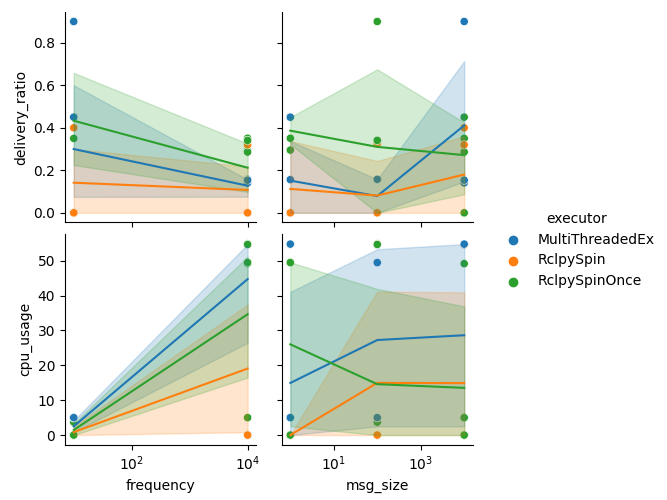 delivery_ratio
0.8
0.6
0.4
0.2
0.0
cpu_usage
50
40
30
20
10
0
10²
10⁴
frequency
10¹
10³
msg_size
executor
MultiThreadedEx
RclpySpin
RclpySpinOnce